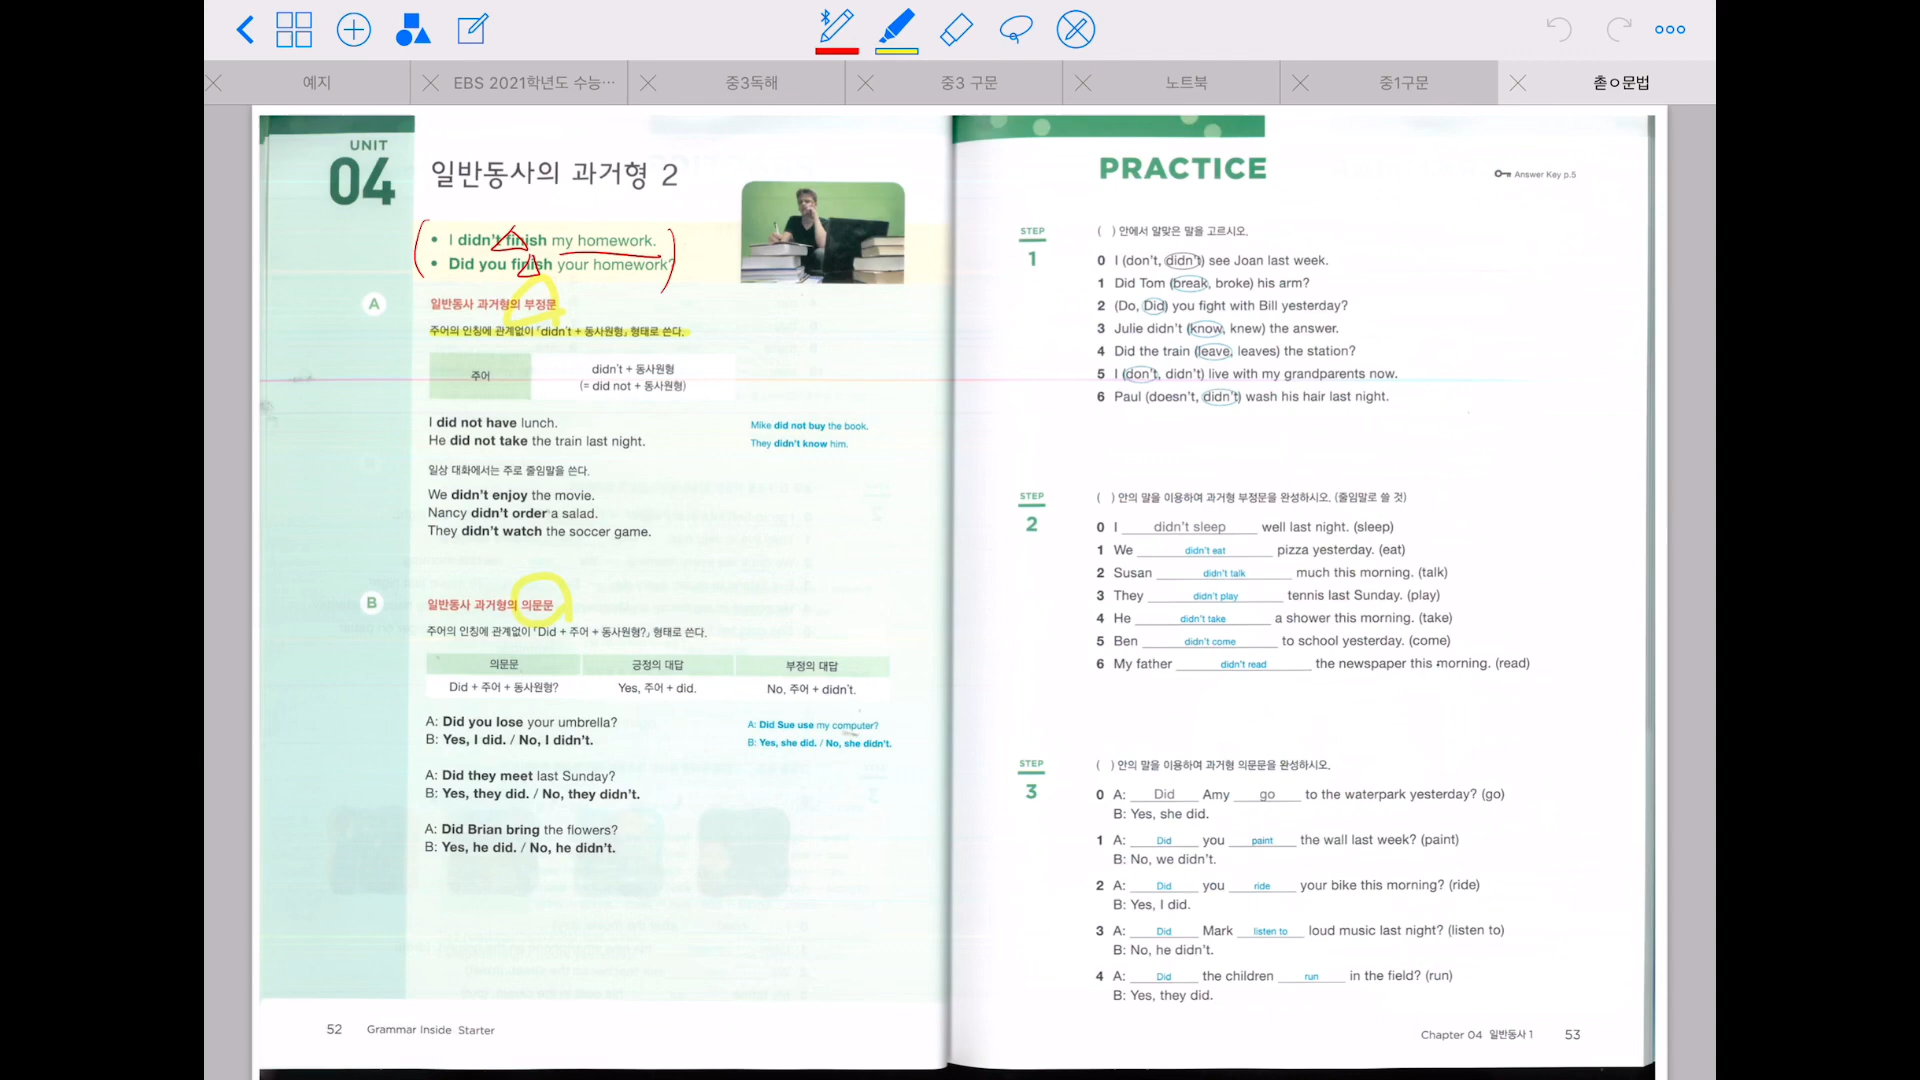 예지
EBS 2021학년도 수능…
중3독해
중3 구문
노트북
중1구문
촏ㅇ문법
UNIT
04
일반동사의 과거형 2
• I didn't finish my homework.
• Did you finish your homework?
A
일반동사 과거형의 부정문
주어의 인칭에 관계없이 「didn't + 동사원형」 형태로 쓴다.
주어
didn't + 동사원형
(= did not + 동사원형)
I did not have lunch.
He did not take the train last night.
Mike did not buy the book.
They didn't know him.
일상 대화에서는 주로 줄임말을 쓴다.
We didn't enjoy the movie.
Nancy didn't order a salad.
They didn't watch the soccer game.
B
일반동사 과거형의 의문문
주어의 인칭에 관계없이 「Did + 주어 + 동사원형?」 형태로 쓴다.
의문문 긍정의 대답 부정의 대답
Did + 주어 + 동사원형? Yes, 주어 + did. No, 주어 + didn't.
A: Did you lose your umbrella?
B: Yes, I did. / No, I didn't.
A: Did Sue use my computer?
B: Yes, she did. / No, she didn't.
A: Did they meet last Sunday?
B: Yes, they did. / No, they didn't.
A: Did Brian bring the flowers?
B: Yes, he did. / No, he didn't.
52 Grammar Inside Starter
PRACTICE
Answer Key p.5
STEP
1
( ) 안에서 알맞은 말을 고르시오.
0 I (don't, didn't) see Joan last week.
1 Did Tom (break, broke) his arm?
2 (Do, Did) you fight with Bill yesterday?
3 Julie didn't (know, knew) the answer.
4 Did the train (leave, leaves) the station?
5 I (don't, didn't) live with my grandparents now.
6 Paul (doesn't, didn't) wash his hair last night.
STEP
2
( ) 안의 말을 이용하여 과거형 부정문을 완성하시오. (줄임말로 쓸 것)
0 I didn't sleep well last night. (sleep)
1 We didn't eat pizza yesterday. (eat)
2 Susan didn't talk much this morning. (talk)
3 They didn't play tennis last Sunday. (play)
4 He didn't take a shower this morning. (take)
5 Ben didn't come to school yesterday. (come)
6 My father didn't read the newspaper this morning. (read)
STEP
3
( ) 안의 말을 이용하여 과거형 의문문을 완성하시오.
0 A: Did Amy go to the waterpark yesterday? (go)
B: Yes, she did.
1 A: Did you paint the wall last week? (paint)
B: No, we didn't.
2 A: Did you ride your bike this morning? (ride)
B: Yes, I did.
3 A: Did Mark listen to loud music last night? (listen to)
B: No, he didn't.
4 A: Did the children run in the field? (run)
B: Yes, they did.
Chapter 04 일반동사 1 53